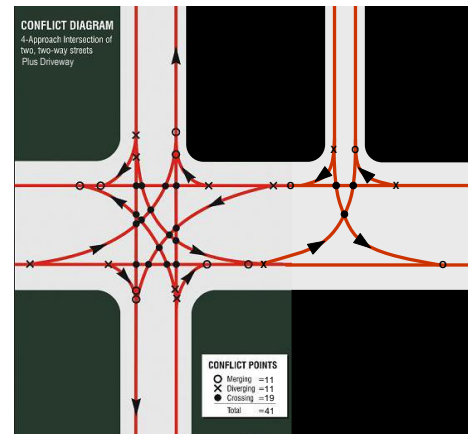 CONFLICT DIAGRAM
4-Approach Intersection of
two, two-way streets
Plus Driveway
CONFLICT POINTS
Merging =11
Diverging =11
Crossing =19
Total =41